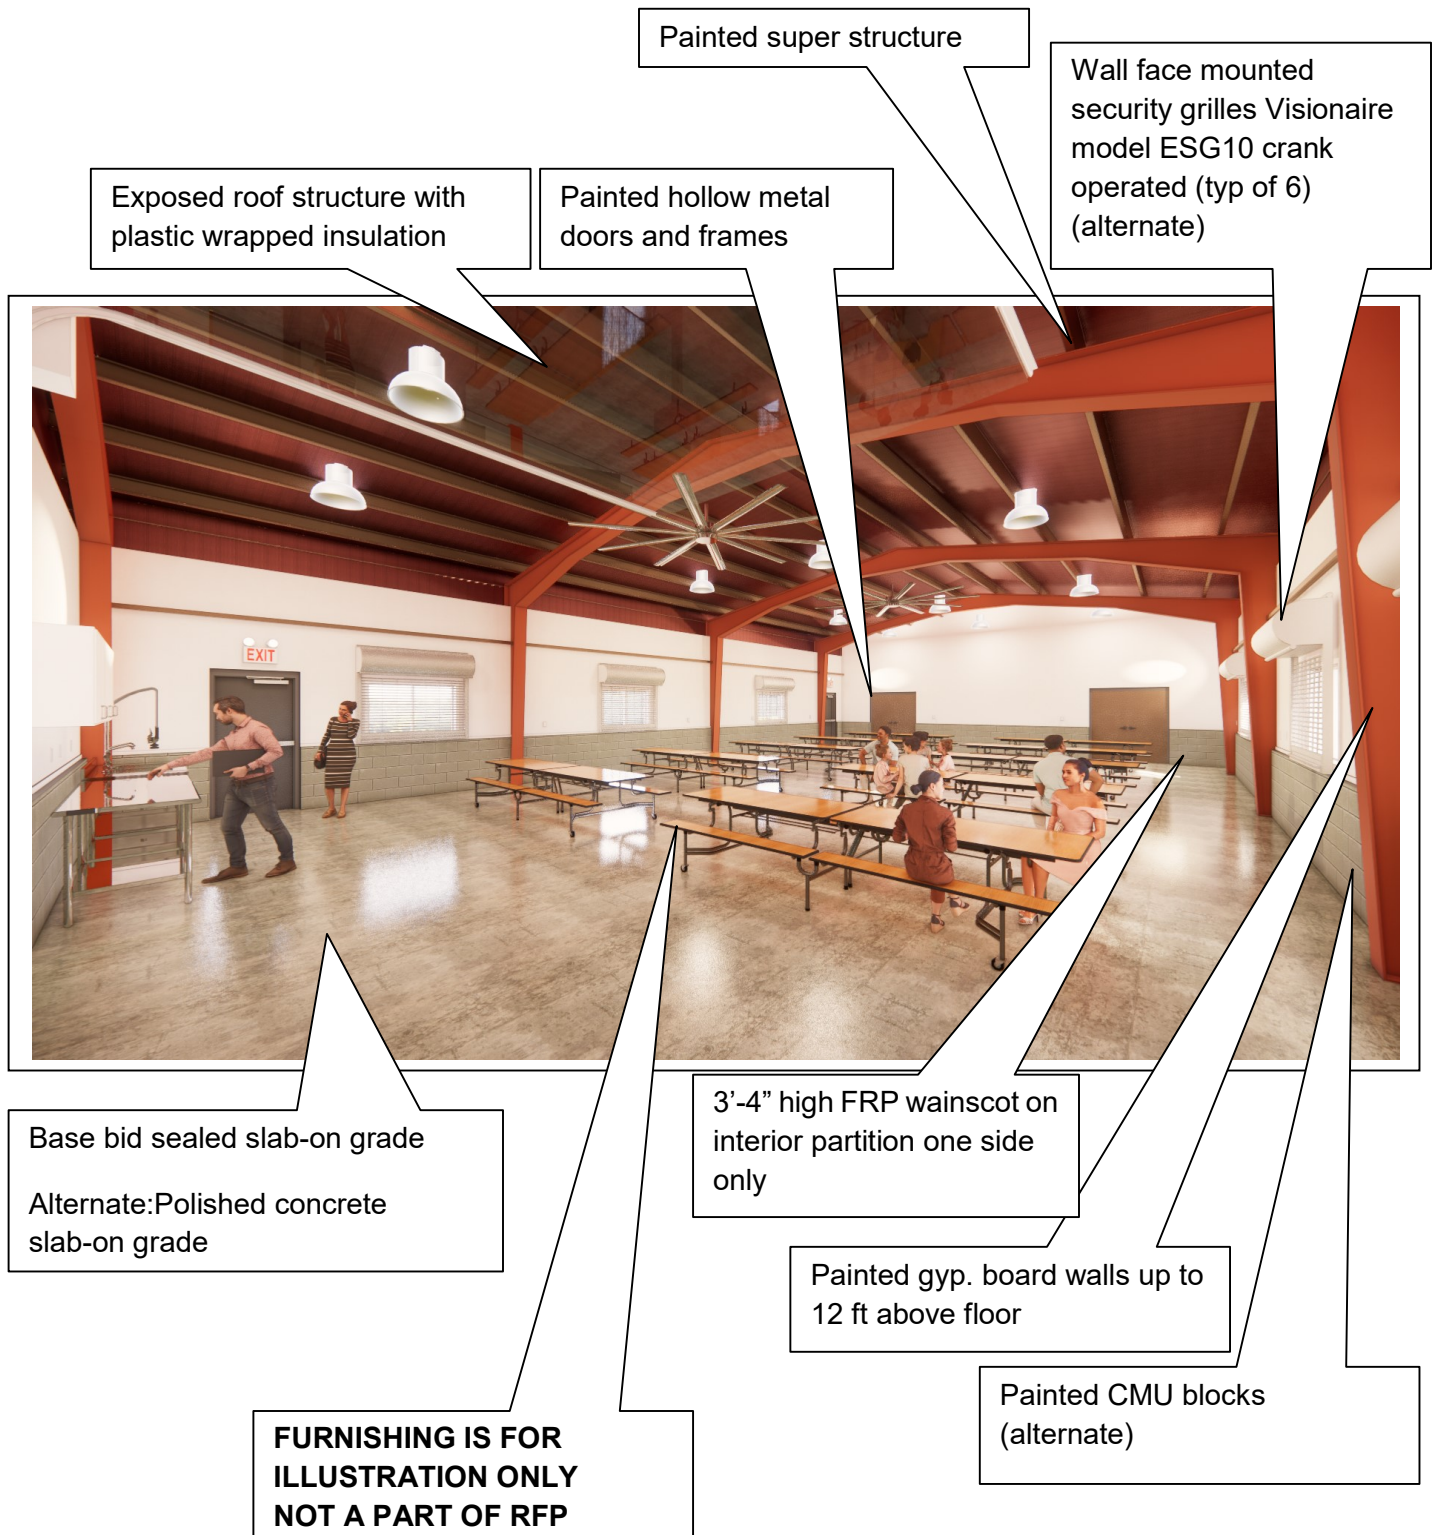 Painted super structure
Wall face mounted
security grilles Visionaire
model ESG10 crank
operated (typ of 6)
(alternate)
Exposed roof structure with
plastic wrapped insulation
Painted hollow metal
doors and frames
EXIT
Base bid sealed slab-on grade
Alternate:Polished concrete
slab-on grade
3’-4” high FRP wainscot on
interior partition one side
only
Painted gyp. board walls up to
12 ft above floor
Painted CMU blocks
(alternate)
FURNISHING IS FOR
ILLUSTRATION ONLY
NOT A PART OF RFP